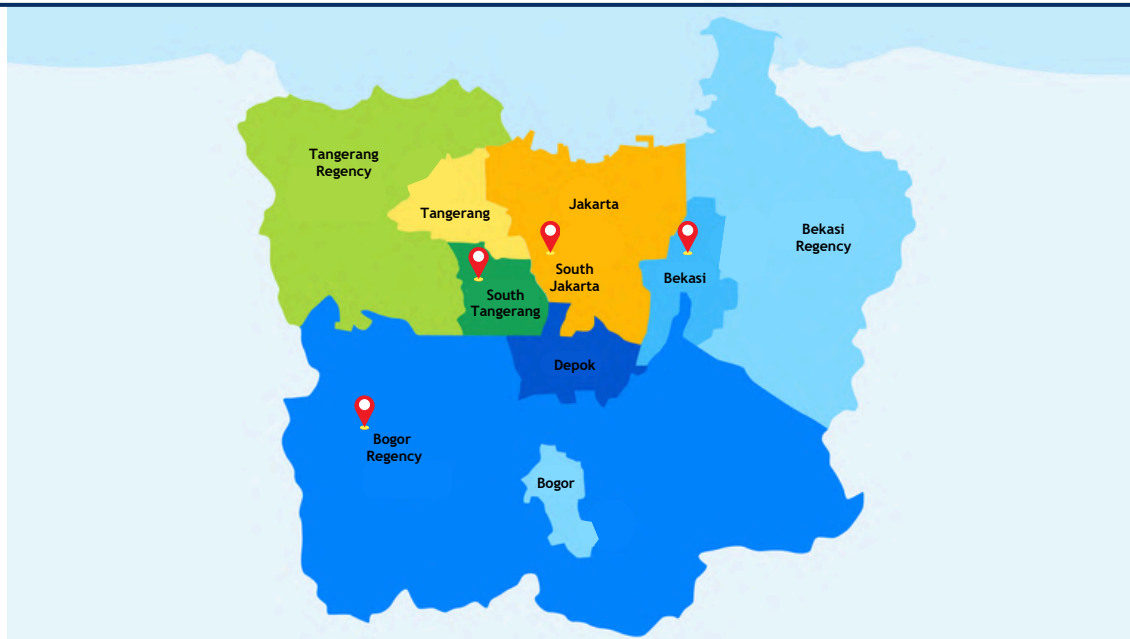 Tangerang
Regency
Jakarta
Tangerang
Bekasi
Regency
South
Jakarta
Bekasi
South
Tangerang
Depok
Bogor
Regency
Bogor